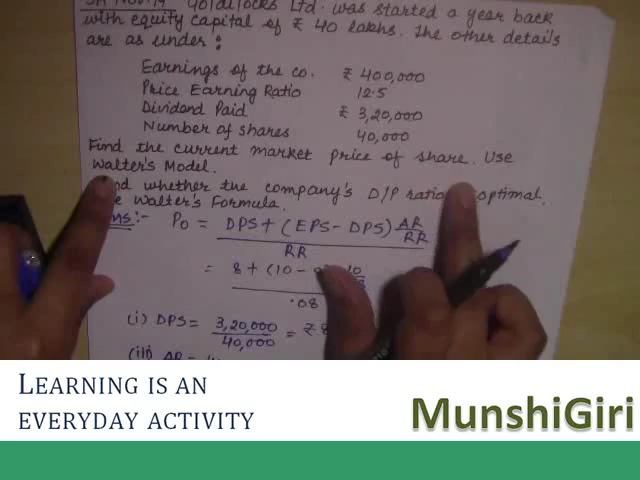 Goldilocks Ltd. was started a year back
with equity capital of ₹ 40 lakhs. The other details
are as under:
Earnings of the co. ₹ 400,000
Price Earning Ratio 12.5
Dividend Paid ₹ 3,20,000
Number of shares 40,000
Find the current market price of share. Use
Walter's Model.
whether the company's D/P optimal.
Walter's Formula.
P₀ = DPS + (EPS - DPS) AR/RR
RR
= 8 + (10 - 10
.08
(i) DPS = 3,20,000 = ₹ 8
40,000
(ii) AR =
LEARNING IS AN
EVERYDAY ACTIVITY
MunshiGiri